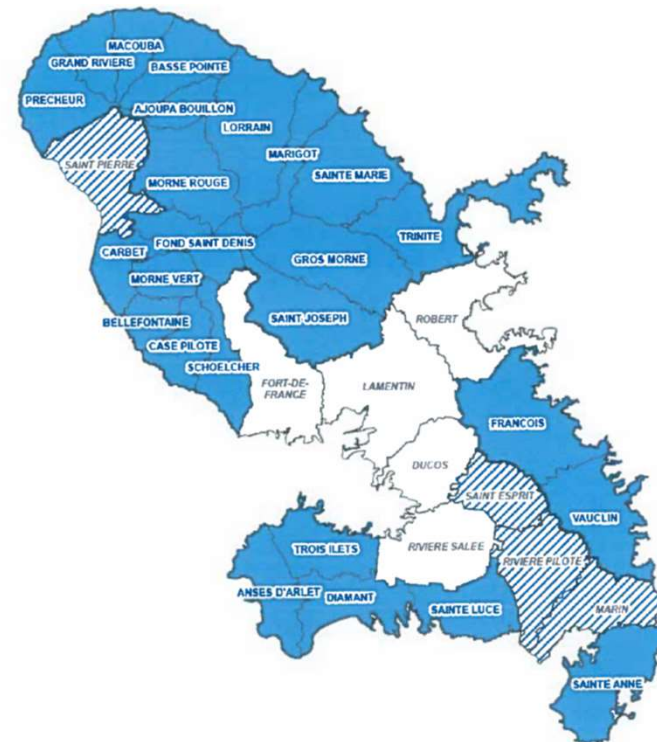 MACOUBA
GRAND RIVIERE
BASSE POINTE
PRECHEUR
AJOUPA BOUILLON
LORRAIN
SAINT PIERRE
MARIGOT
MORNE ROUGE
SAINTE MARIE
TRINITE
CARBET
FOND SAINT DENIS
GROS MORNE
MORNE VERT
BELLEFONTAINE
SAINT JOSEPH
ROBERT
CASE PILOTE
SCHOELCHER
FORT-DE-
FRANCE
LAMENTIN
FRANCOIS
DUCOS
SAINT ESPRIT
VAUCLIN
TROIS ILETS
RIVIERE SALEE
RIVIERE PILOTE
ANSES D'ARLET
DIAMANT
SAINTE LUCE
MARIN
SAINTE ANNE